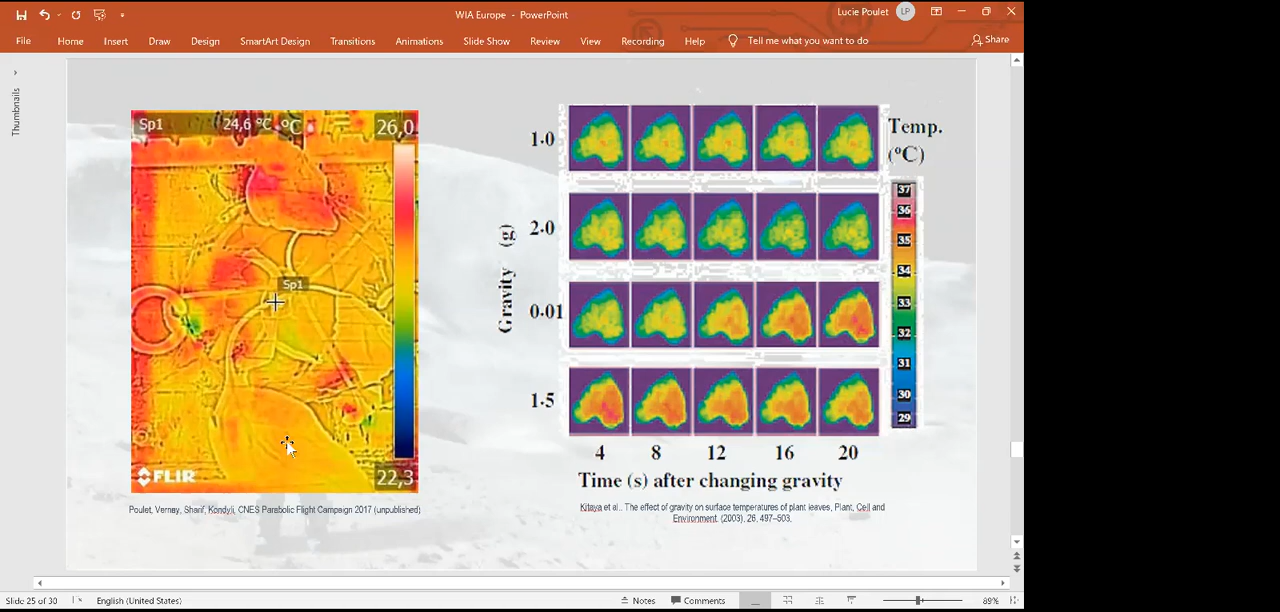 WIA Europe - PowerPoint
Lucie Poulet LP
File Home Insert Draw Design SmartArt Design Transitions Animations Slide Show Review View Recording Help Tell me what you want to do Share
Thumbnails
Sp1 24,6 °C °C 26,0
Sp1
FLIR 22,3
Poulet, Vernay, Sharif, Kondyli, CNES Parabolic Flight Campaign 2017 (unpublished)
Gravity (g)
1.0
2.0
0.01
1.5
4 8 12 16 20
Time (s) after changing gravity
Temp.
(°C)
37
36
35
34
33
32
31
30
29
Kitaya et al.. The effect of gravity on surface temperatures of plant leaves, Plant, Cell and
Environment. (2003), 26, 497–503.
Slide 25 of 30 English (United States) Notes Comments 89%